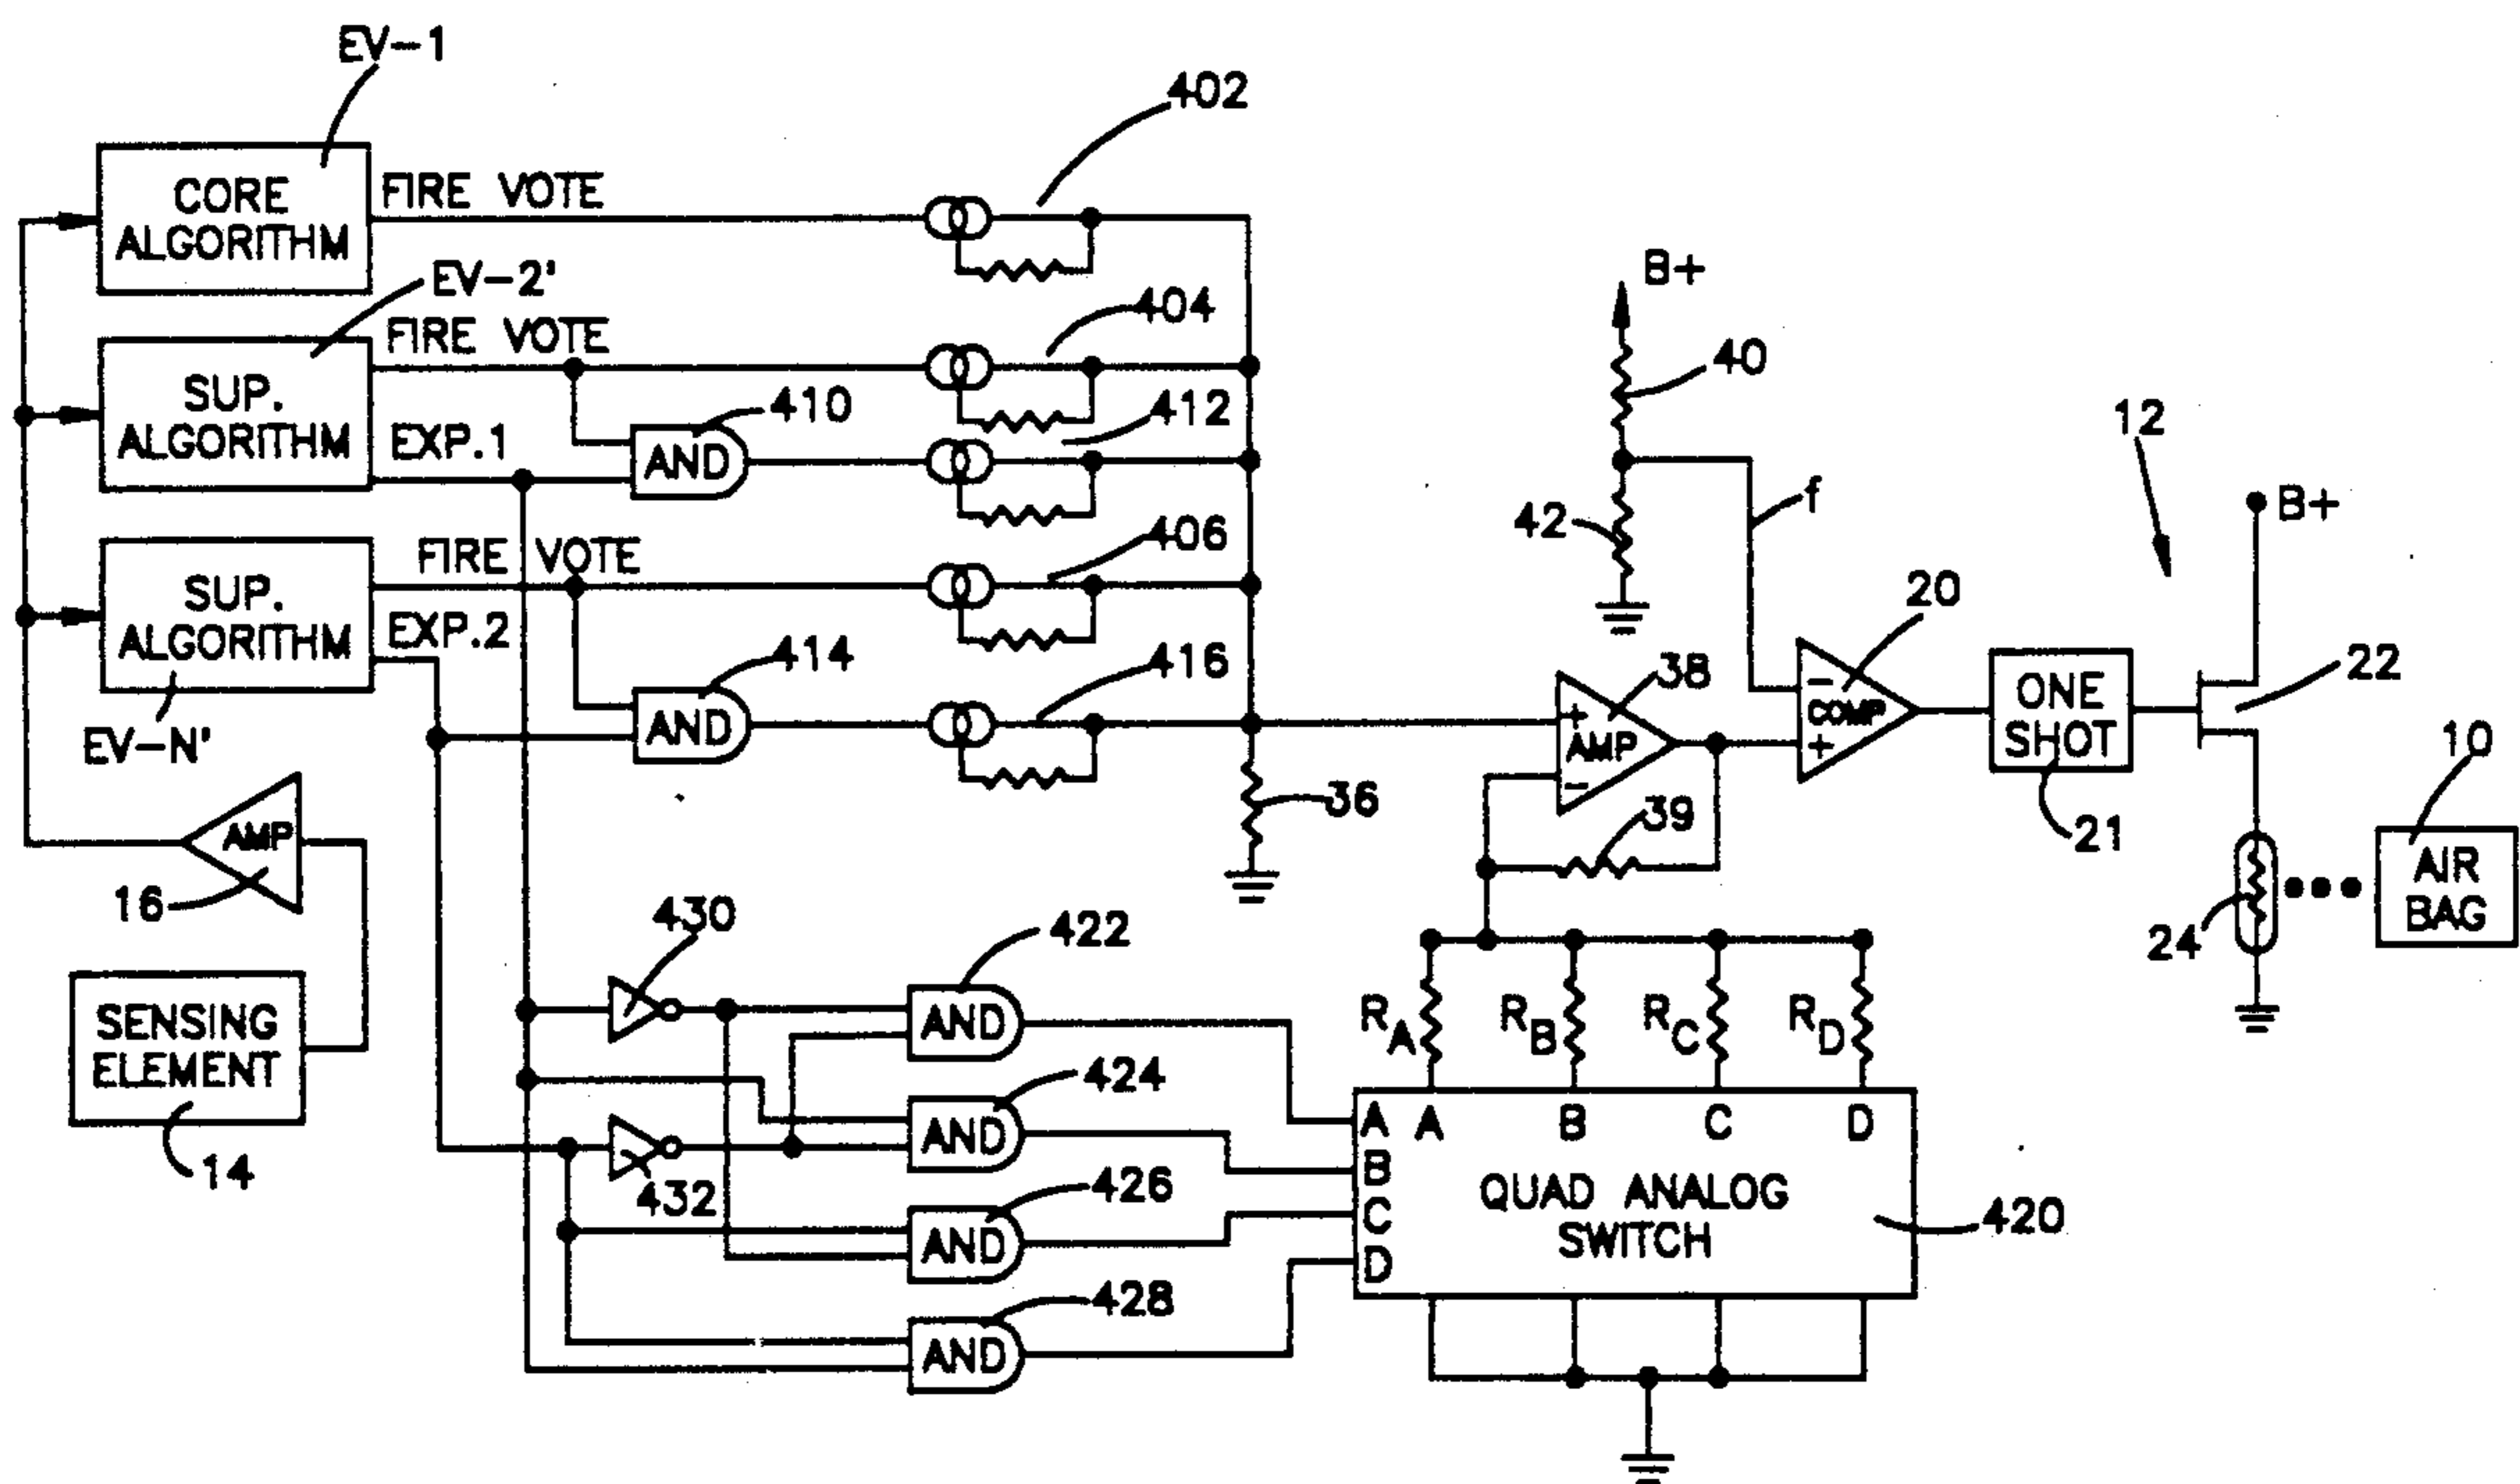 EV-1
402
CORE
ALGORITHM
FIRE VOTE
EV-2'
FIRE VOTE
404
B+
SUP.
ALGORITHM
EXP.1
410
AND
412
40
12
f
42
B+
FIRE VOTE
406
SUP.
ALGORITHM
EXP.2
EV-N'
414
AND
416
36
+
AMP
-
38
39
-
COMP
+
20
ONE
SHOT
21
22
24
10
AIR
BAG
AMP
16
SENSING
ELEMENT
14
430
432
422
AND
424
AND
426
AND
428
AND
RA
RB
RC
RD
A
B
C
D
A
B
C
D
QUAD ANALOG
SWITCH
420